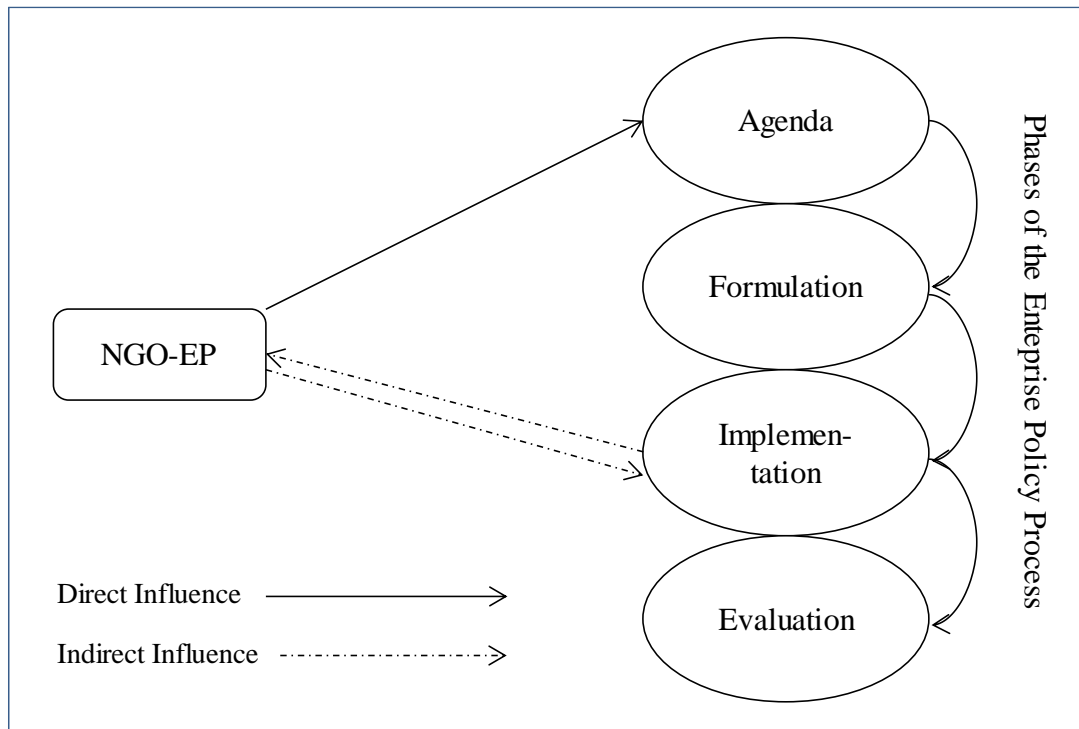 Agenda
Formulation
NGO-EP
Implemen-
tation
Evaluation
Direct Influence
Indirect Influence
Phases of the Enteprise Policy Process